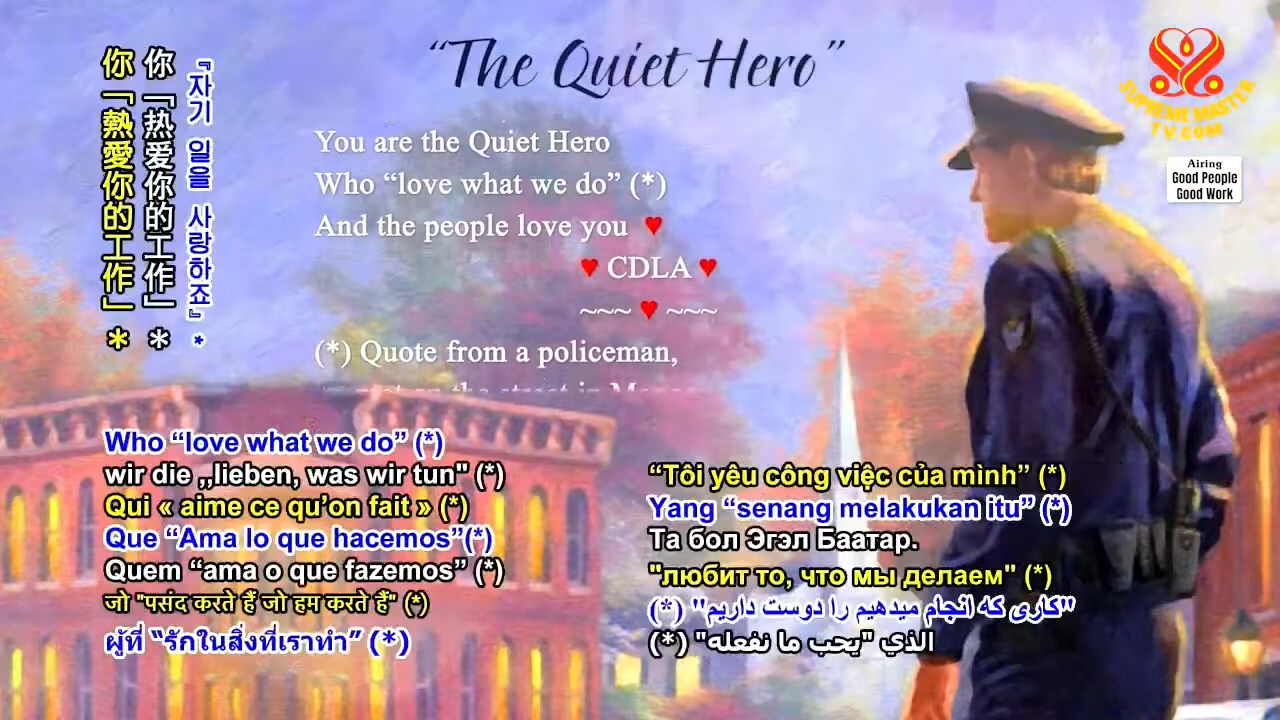 “The Quiet Hero”
You are the Quiet Hero
Who “love what we do” (*)
And the people love you ♥
♥ CDLA ♥
~~~ ♥ ~~~
(*) Quote from a policeman,
on the street in
你「熱愛你的工作」*
你「热爱你的工作」*
『자기 일을 사랑하죠』*
SUPREME MASTER
TV.COM
Airing
Good People
Good Work
Who “love what we do” (*)
wir die ,,lieben, was wir tun" (*)
Qui « aime ce qu’on fait » (*)
Que “Ama lo que hacemos”(*)
Quem “ama o que fazemos” (*)
जो "पसंद करते हैं जो हम करते हैं" (*)
ผู้ที่ “รักในสิ่งที่เราทำ” (*)
“Tôi yêu công việc của mình” (*)
Yang “senang melakukan itu” (*)
Та бол Эгэл Баатар.
"любит то, что мы делаем" (*)
"کاری که انجام میدهیم را دوست داریم" (*)
الذي "يحب ما نفعله" (*)